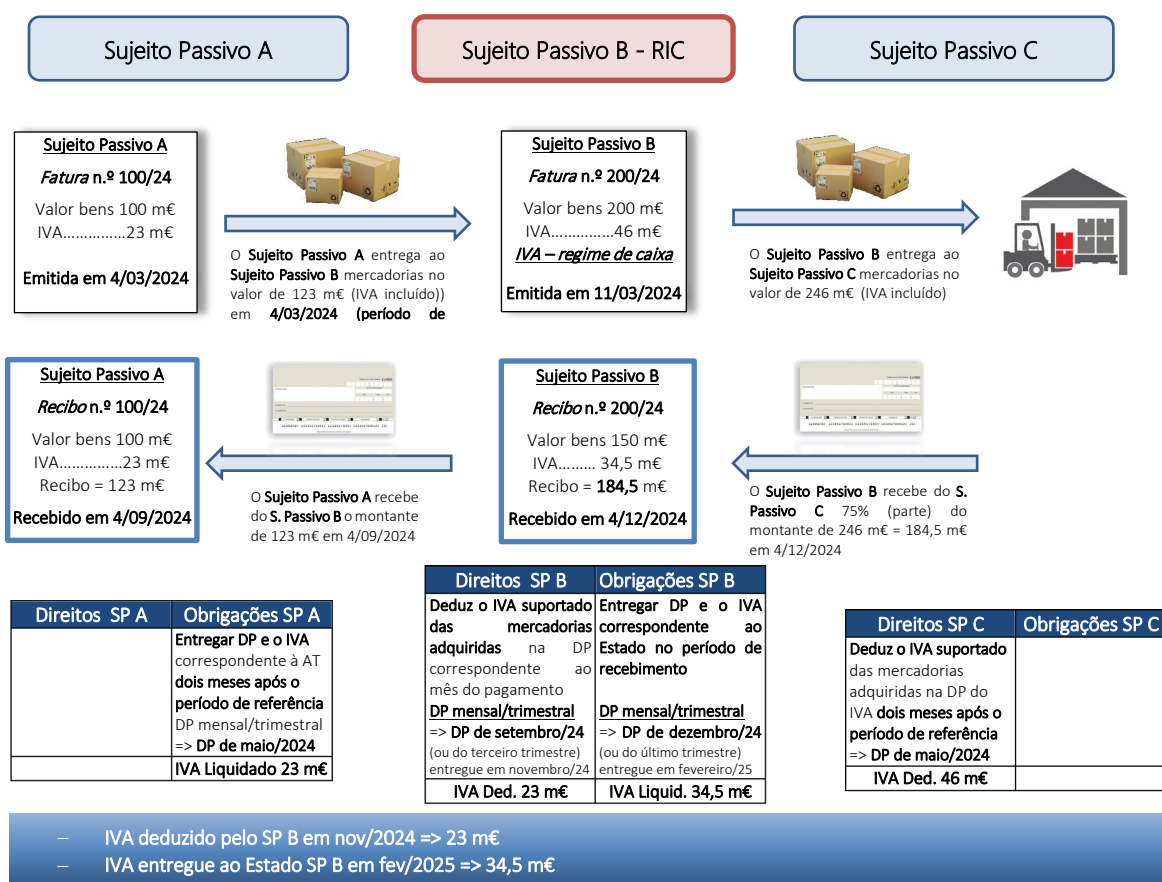 Sujeito Passivo A
Sujeito Passivo B - RIC
Sujeito Passivo C
Sujeito Passivo A
Fatura n.º 100/24
Valor bens 100 m€
IVA……………23 m€
Emitida em 4/03/2024
O Sujeito Passivo A entrega ao
Sujeito Passivo B mercadorias no
valor de 123 m€ (IVA incluído))
em 4/03/2024 (período de
Sujeito Passivo B
Fatura n.º 200/24
Valor bens 200 m€
IVA……………46 m€
IVA – regime de caixa
Emitida em 11/03/2024
O Sujeito Passivo B entrega ao
Sujeito Passivo C mercadorias no
valor de 246 m€ (IVA incluído)
Sujeito Passivo A
Recibo n.º 100/24
Valor bens 100 m€
IVA……………23 m€
Recibo = 123 m€
Recebido em 4/09/2024
O Sujeito Passivo A recebe
do S. Passivo B o montante
de 123 m€ em 4/09/2024
Sujeito Passivo B
Recibo n.º 200/24
Valor bens 150 m€
IVA……… 34,5 m€
Recibo = 184,5 m€
Recebido em 4/12/2024
O Sujeito Passivo B recebe do S.
Passivo C 75% (parte) do
montante de 246 m€ = 184,5 m€
em 4/12/2024
Direitos SP A
Obrigações SP A
Entregar DP e o IVA
correspondente à AT
dois meses após o
período de referência
DP mensal/trimestral
=> DP de maio/2024
IVA Liquidado 23 m€
Direitos SP B
Obrigações SP B
Deduz o IVA suportado
das mercadorias
adquiridas na DP
correspondente ao
mês do pagamento
DP mensal/trimestral
=> DP de setembro/24
(ou do terceiro trimestre)
entregue em novembro/24
IVA Ded. 23 m€
Entregar DP e o IVA
correspondente ao
Estado no período de
recebimento
DP mensal/trimestral
=> DP de dezembro/24
(ou do último trimestre)
entregue em fevereiro/25
IVA Liquid. 34,5 m€
Direitos SP C
Obrigações SP C
Deduz o IVA suportado
das mercadorias
adquiridas na DP do
IVA dois meses após o
período de referência
=> DP de maio/2024
IVA Ded. 46 m€
– IVA deduzido pelo SP B em nov/2024 => 23 m€
– IVA entregue ao Estado SP B em fev/2025 => 34,5 m€